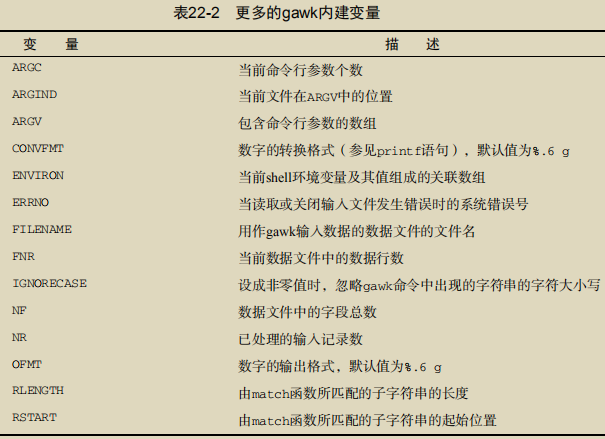 表22-2 更多的gawk内建变量
变 量 描 述
ARGC 当前命令行参数个数
ARGIND 当前文件在ARGV中的位置
ARGV 包含命令行参数的数组
CONVFMT 数字的转换格式（参见printf语句），默认值为%.6 g
ENVIRON 当前shell环境变量及其值组成的关联数组
ERRNO 当读取或关闭输入文件发生错误时的系统错误号
FILENAME 用作gawk输入数据的数据文件的文件名
FNR 当前数据文件中的数据行数
IGNORECASE 设成非零值时，忽略gawk命令中出现的字符串的字符大小写
NF 数据文件中的字段总数
NR 已处理的输入记录数
OFMT 数字的输出格式，默认值为%.6 g
RLENGTH 由match函数所匹配的子字符串的长度
RSTART 由match函数所匹配的子字符串的起始位置